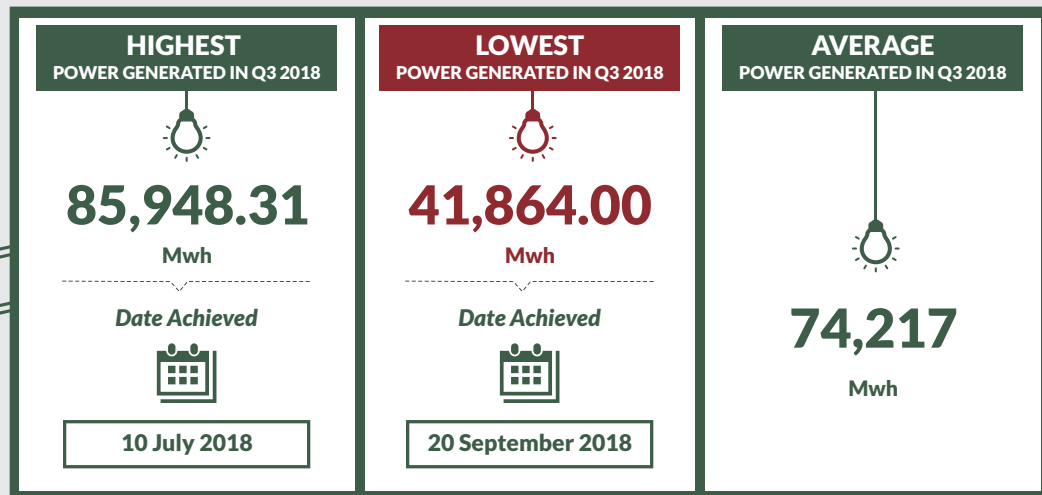 HIGHEST
POWER GENERATED IN Q3 2018
85,948.31
Mwh
Date Achieved
10 July 2018
LOWEST
POWER GENERATED IN Q3 2018
41,864.00
Mwh
Date Achieved
20 September 2018
AVERAGE
POWER GENERATED IN Q3 2018
74,217
Mwh